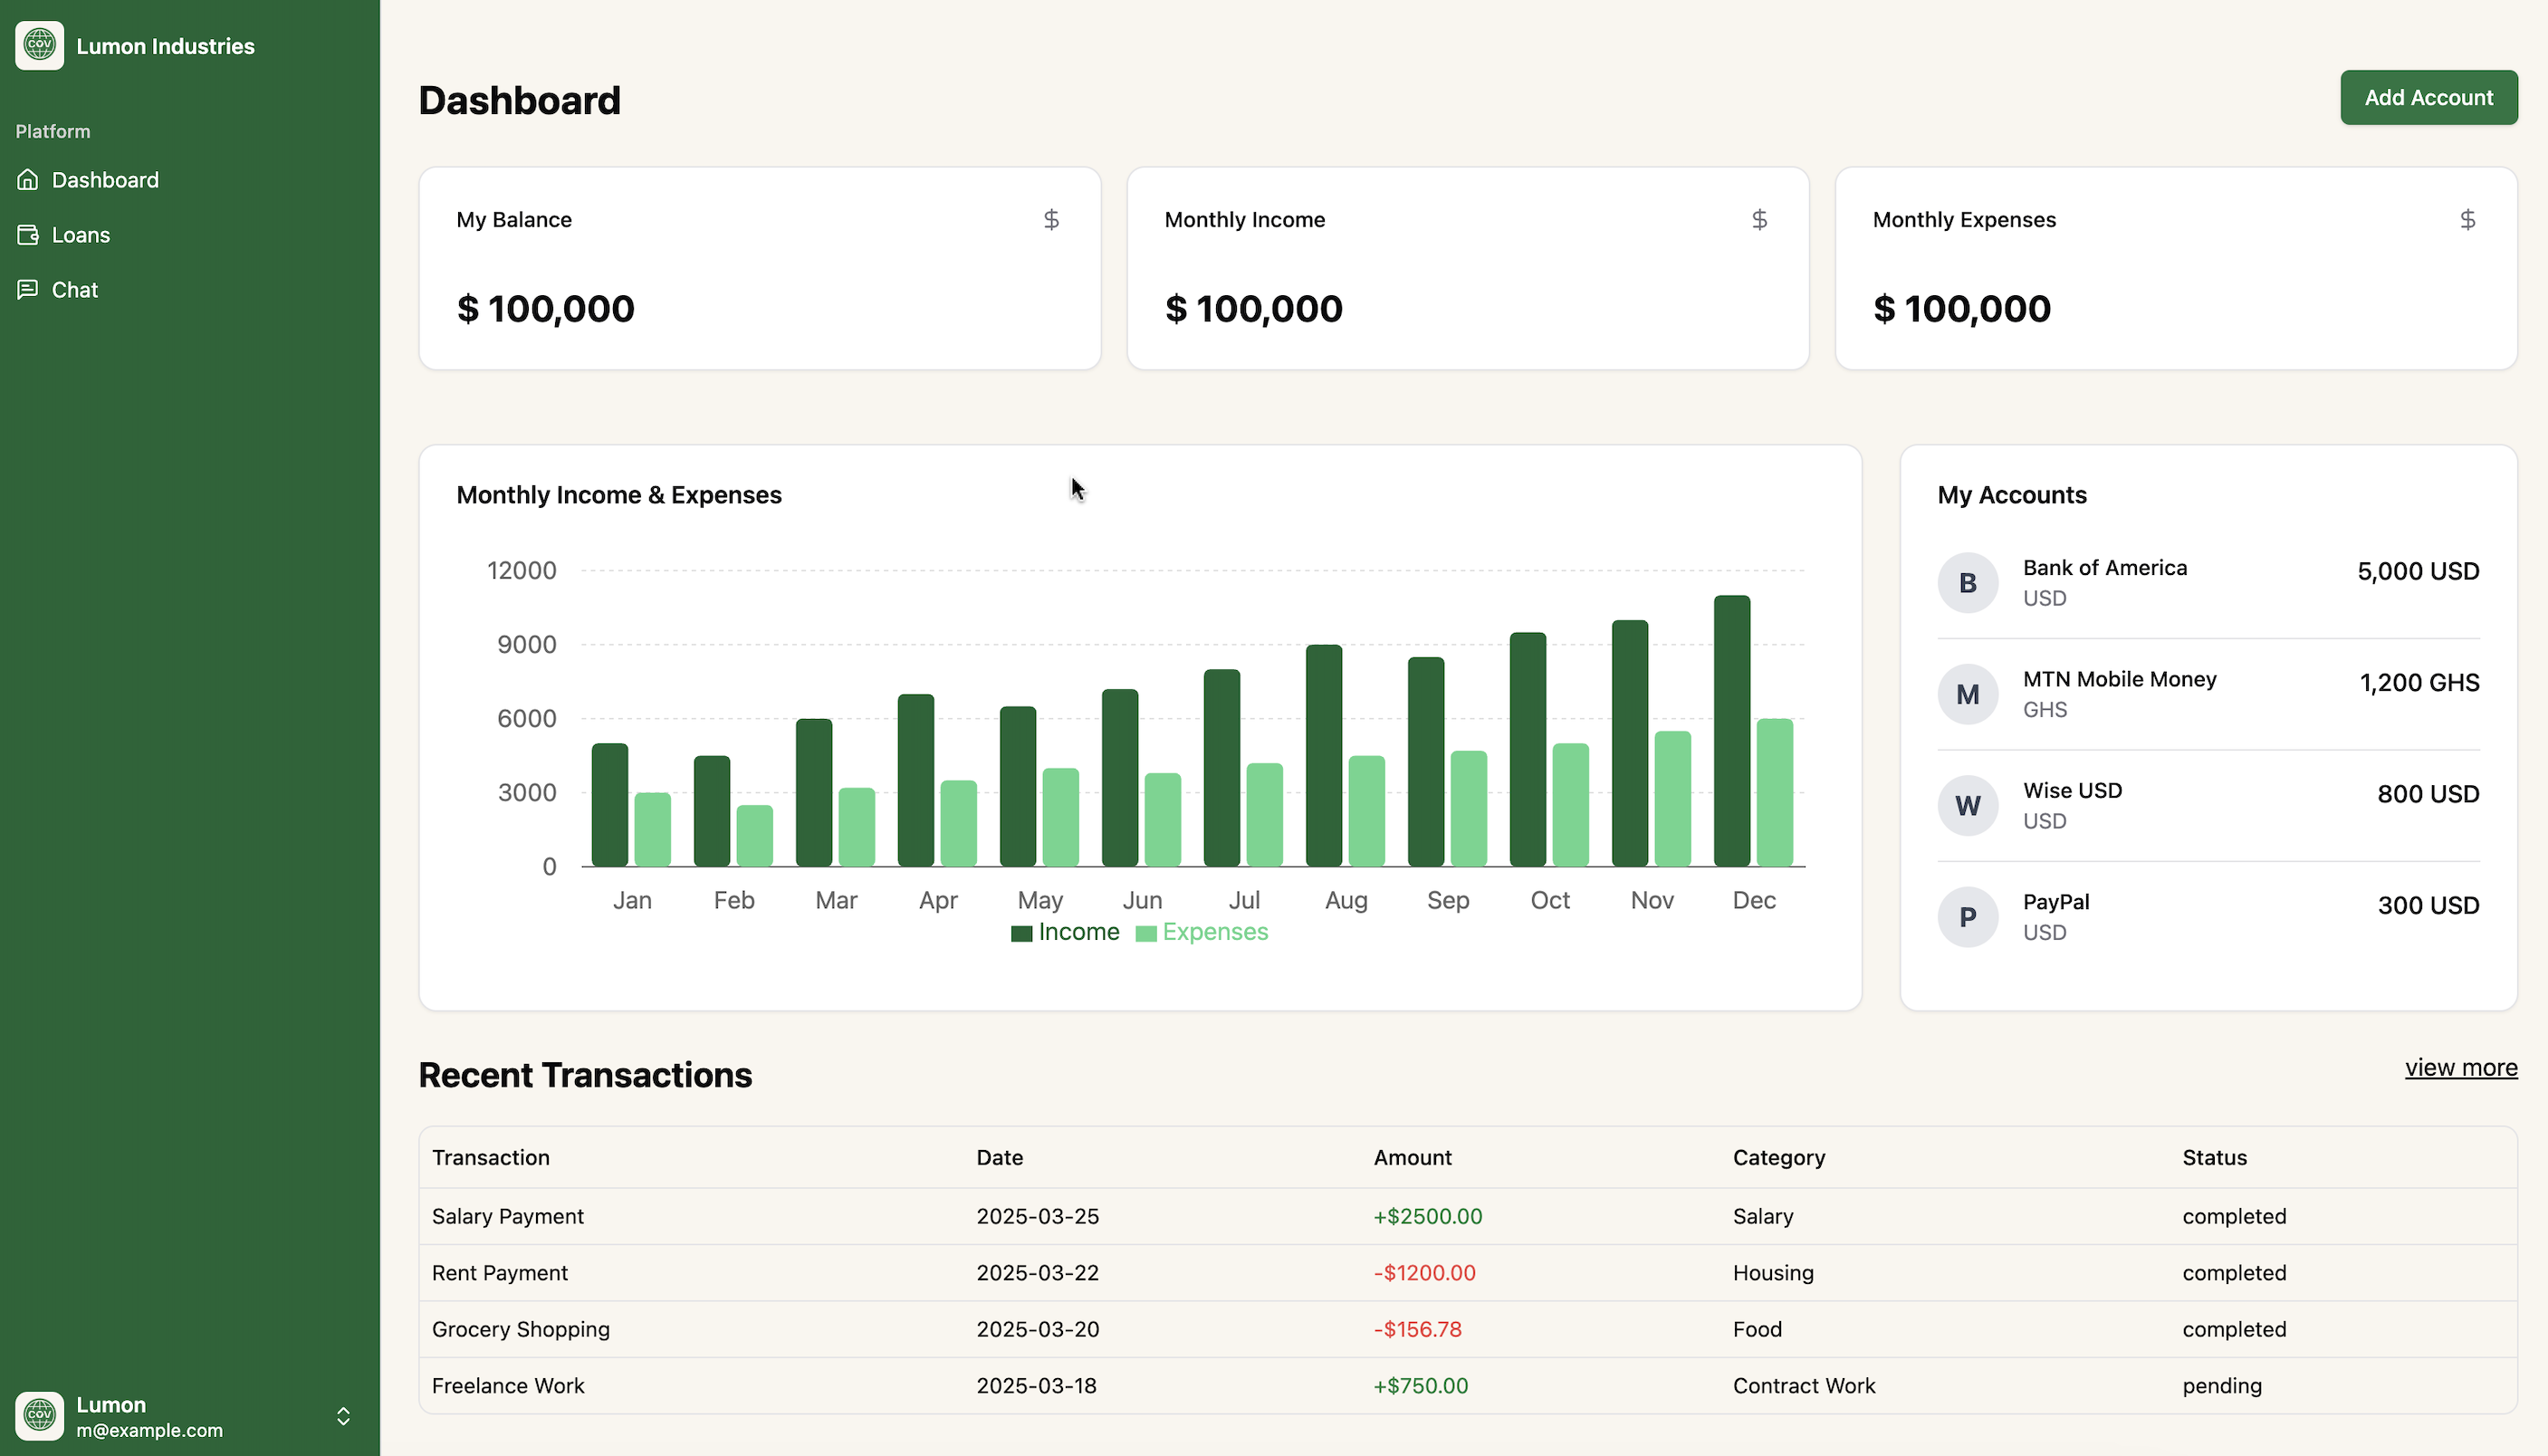 COV
Lumon Industries
Platform
Dashboard
Loans
Chat
COV
Lumon
m@example.com
Dashboard
Add Account
My Balance $
$ 100,000
Monthly Income $
$ 100,000
Monthly Expenses $
$ 100,000
Monthly Income & Expenses
12000
9000
6000
3000
0
Jan Feb Mar Apr May Jun Jul Aug Sep Oct Nov Dec
Income Expenses
My Accounts
B Bank of America 5,000 USD
USD
M MTN Mobile Money 1,200 GHS
GHS
W Wise USD 800 USD
USD
P PayPal 300 USD
USD
Recent Transactions view more
Transaction Date Amount Category Status
Salary Payment 2025-03-25 +$2500.00 Salary completed
Rent Payment 2025-03-22 -$1200.00 Housing completed
Grocery Shopping 2025-03-20 -$156.78 Food completed
Freelance Work 2025-03-18 +$750.00 Contract Work pending